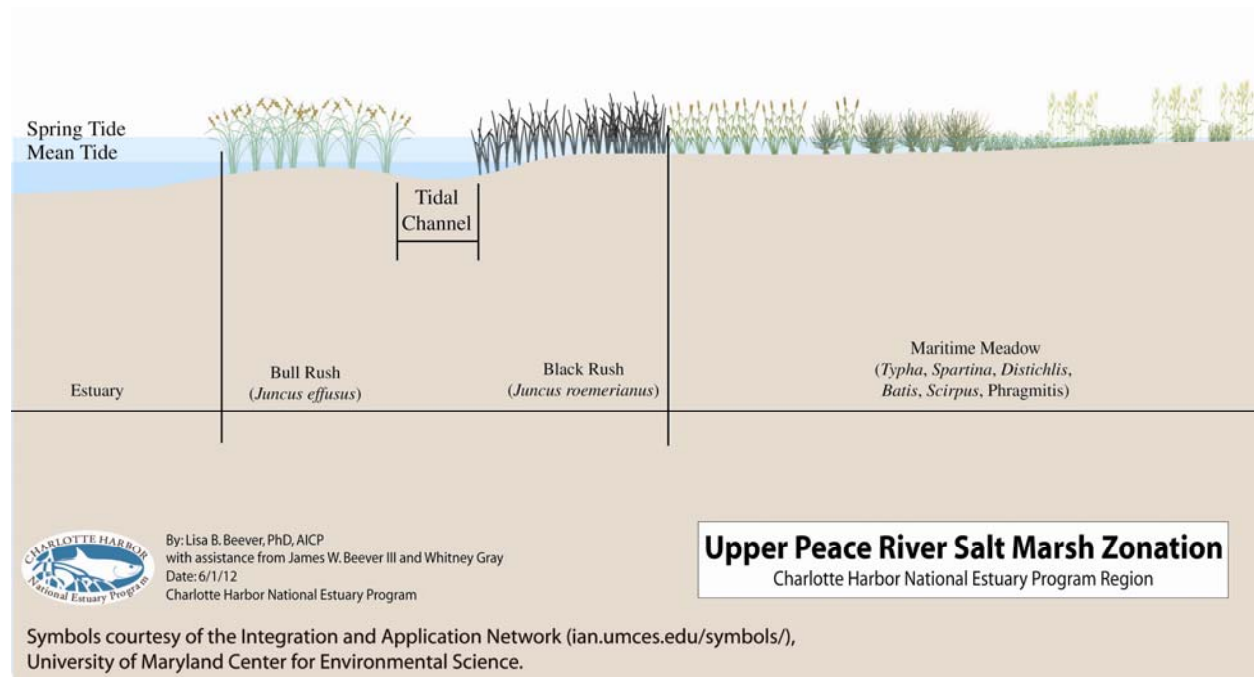 Spring Tide
Mean Tide
Tidal
Channel
Estuary
Bull Rush
(Juncus effusus)
Black Rush
(Juncus roemerianus)
Maritime Meadow
(Typha, Spartina, Distichlis,
Batis, Scirpus, Phragmitis)
CHARLOTTE HARBOR
National Estuary Program
By: Lisa B. Beever, PhD, AICP
with assistance from James W. Beever III and Whitney Gray
Date: 6/1/12
Charlotte Harbor National Estuary Program
Upper Peace River Salt Marsh Zonation
Charlotte Harbor National Estuary Program Region
Symbols courtesy of the Integration and Application Network (ian.umces.edu/symbols/),
University of Maryland Center for Environmental Science.